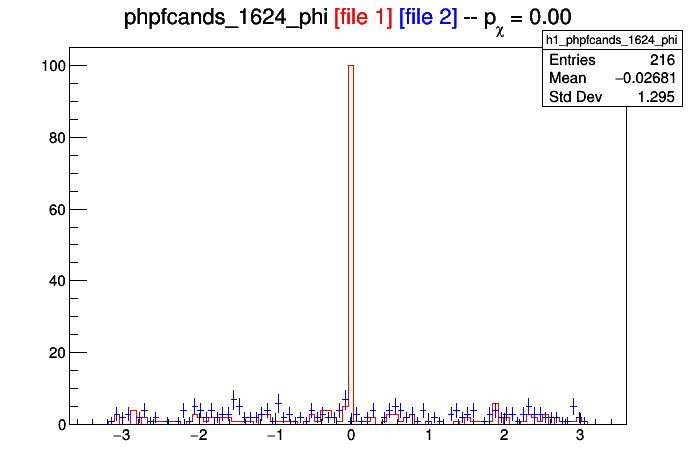 phpfcands_1624_phi [file 1] [file 2] -- pχ = 0.00
h1_phpfcands_1624_phi
Entries 216
Mean −0.02681
Std Dev 1.295
100
80
60
40
20
0
−3 −2 −1 0 1 2 3